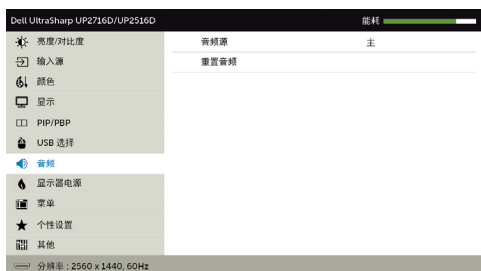 Dell UltraSharp UP2716D/UP2516D 能耗
亮度/对比度 音频源 主
输入源 重置音频
颜色
显示
PIP/PBP
USB 选择
音频
显示器电源
菜单
个性设置
其他
分辨率 : 2560 x 1440, 60Hz